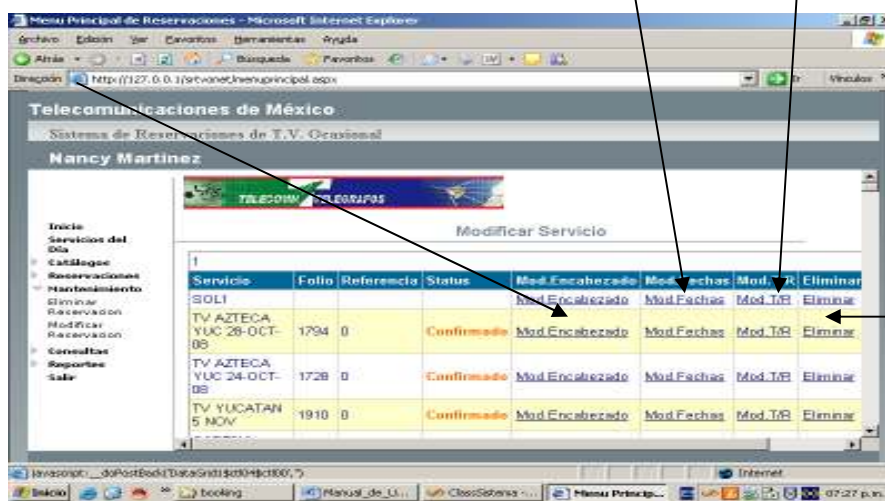 Menu Principal de Reservaciones - Microsoft Internet Explorer
Archivo Edición Ver Favoritos Herramientas Ayuda
Atrás Búsqueda Favoritos
Dirección http://127.0.0.1/srtvonet/menuprincipal.aspx Ir Vínculos
Telecomunicaciones de México
Sistema de Reservaciones de T.V. Ocasional
Nancy Martinez
TELECOMM TELEGRAFOS
Modificar Servicio
Inicio
Servicios del
Día
Catálogos
Reservaciones
Mantenimiento
Eliminar
Reservacion
Modificar
Reservacion
Consultas
Reportes
Salir
1
Servicio Folio Referencia Status Mod.Encabezado Mod.Fechas Mod.T/R Eliminar
SOL1 Mod.Encabezado Mod.Fechas Mod.T/R Eliminar
TV AZTECA
YUC 28-OCT-
08 1794 0 Confirmado Mod.Encabezado Mod.Fechas Mod.T/R Eliminar
TV AZTECA
YUC 24-OCT-
08 1728 0 Confirmado Mod.Encabezado Mod.Fechas Mod.T/R Eliminar
TV YUCATAN
5 NOV 1910 0 Confirmado Mod.Encabezado Mod.Fechas Mod.T/R Eliminar
javascript:__doPostBack('DataGrid1$ctl04$ctl00','') Internet
Inicio booking Manual_de_U... ClassSistema -... Menu Princip... 07:27 p.m.